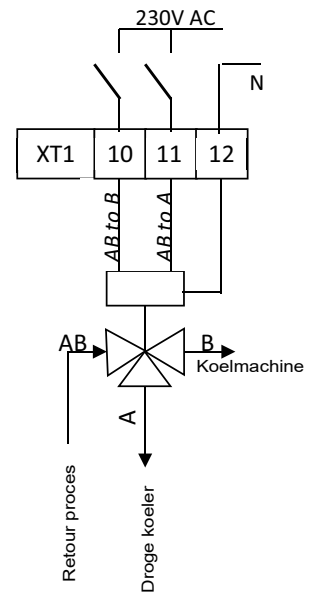 230V AC
N
XT1 10 11 12
AB to B
AB to A
AB
B
Koelmachine
A
Retour proces
Droge koeler